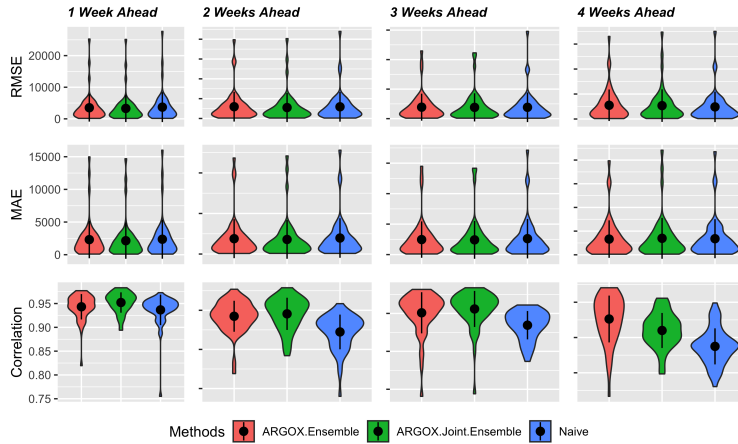 1 Week Ahead
2 Weeks Ahead
3 Weeks Ahead
4 Weeks Ahead
RMSE
20000
10000
0
MAE
15000
10000
5000
0
Correlation
0.95
0.90
0.85
0.80
0.75
Methods
ARGOX.Ensemble
ARGOX.Joint.Ensemble
Naive